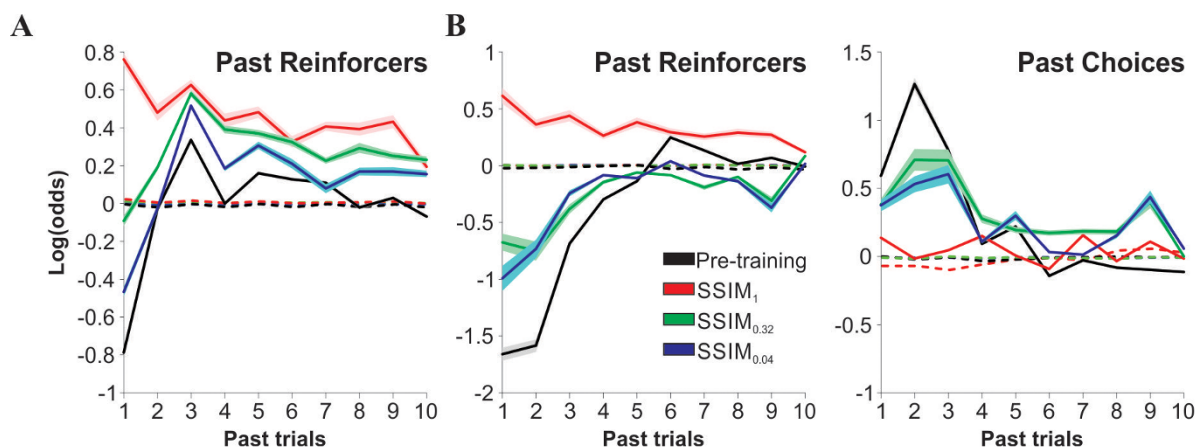 A
B
Past Reinforcers
Past Reinforcers
Past Choices
Log(odds)
0.8
0.6
0.4
0.2
0
-0.2
-0.4
-0.6
-0.8
-1
1 2 3 4 5 6 7 8 9 10
Past trials
1
0.5
0
-0.5
-1
-1.5
-2
1 2 3 4 5 6 7 8 9 10
Past trials
Pre-training
SSIM₁
SSIM₀.₃₂
SSIM₀.₀₄
1.5
1
0.5
0
-0.5
-1
1 2 3 4 5 6 7 8 9 10
Past trials